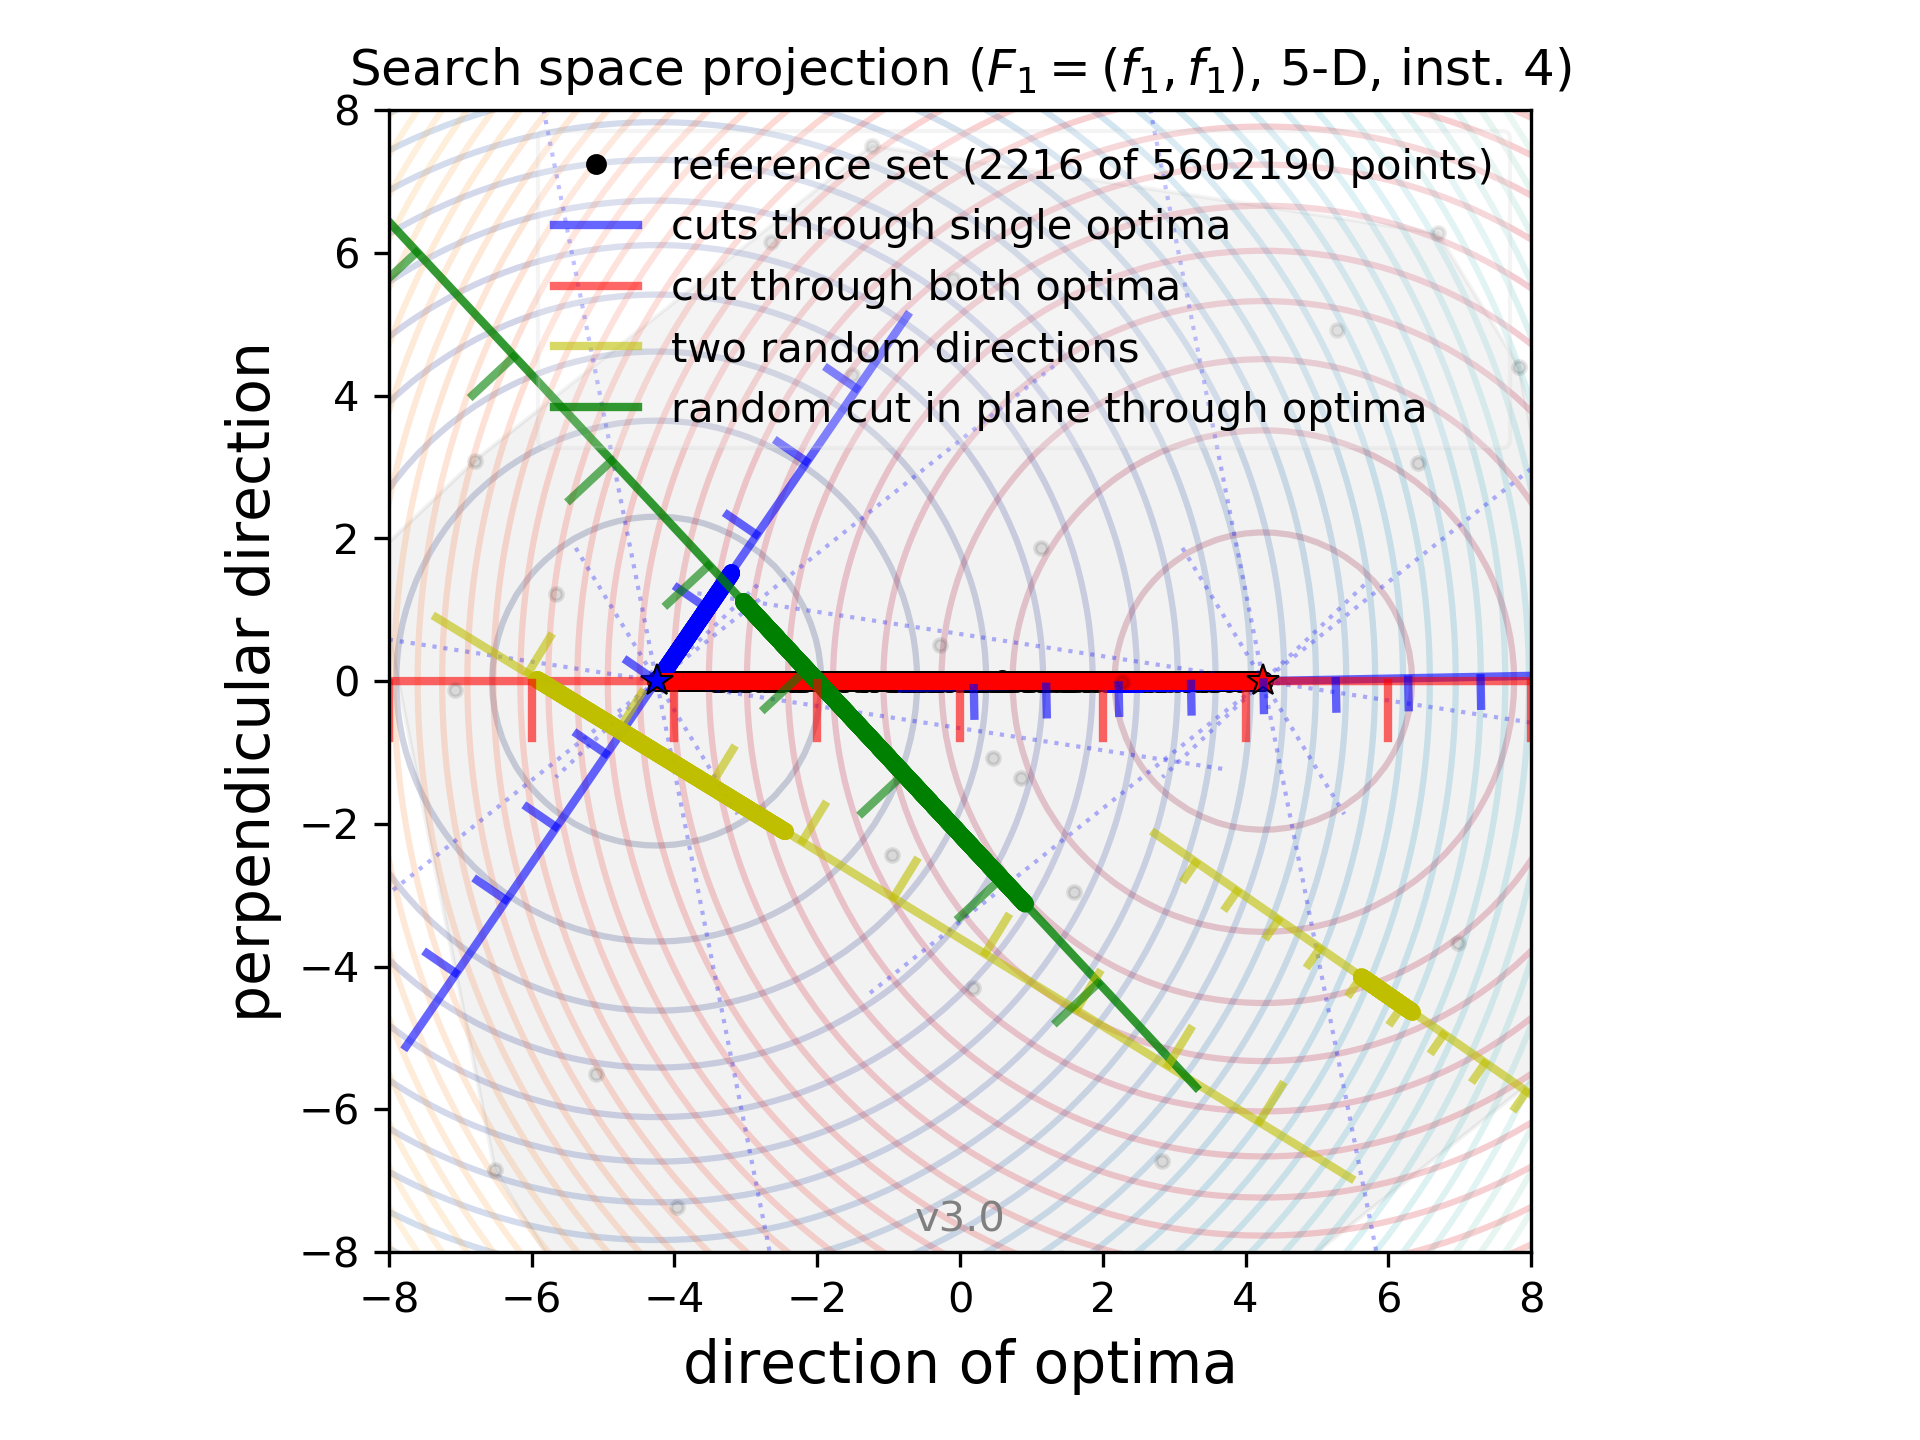 Search space projection (F₁ = (f₁, f₁), 5-D, inst. 4)
reference set (2216 of 5602190 points)
cuts through single optima
cut through both optima
two random directions
random cut in plane through optima
8
6
4
2
0
−2
−4
−6
−8
perpendicular direction
v3.0
−8 −6 −4 −2 0 2 4 6 8
direction of optima